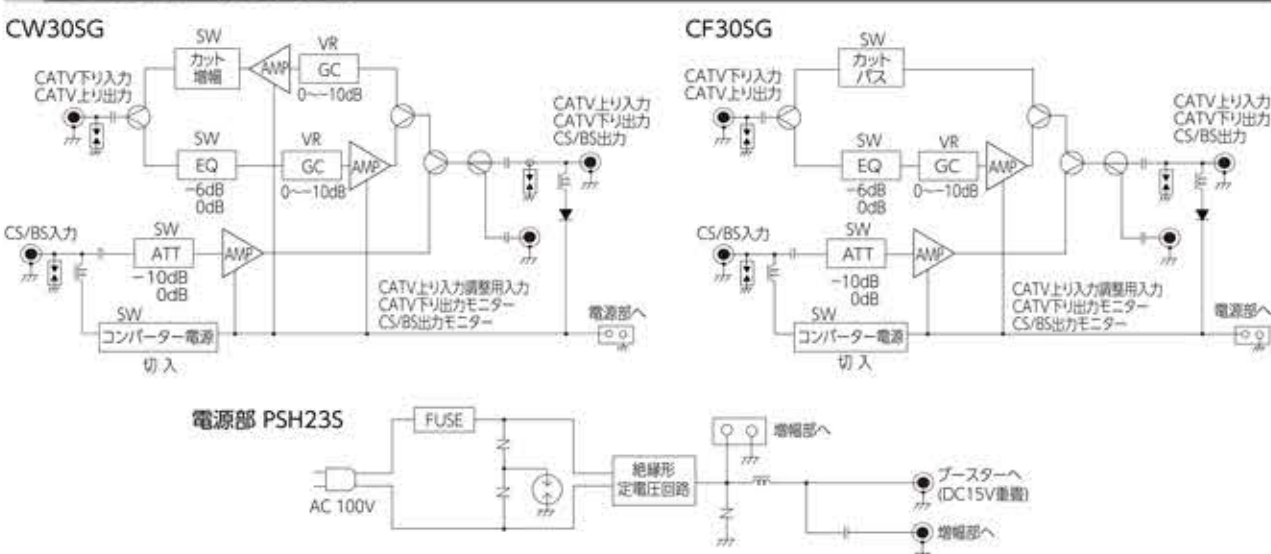 CW30SG
SW
カット
増幅
AMP
VR
GC
0～−10dB
CATV下り入力
CATV上り出力
SW
EQ
−6dB
0dB
VR
GC
0～−10dB
AMP
CATV上り入力
CATV下り出力
CS/BS出力
CS/BS入力
SW
ATT
−10dB
0dB
AMP
CATV上り入力調整用入力
CATV下り出力モニター
CS/BS出力モニター
SW
コンバーター電源
切 入
電源部へ
CF30SG
SW
カット
パス
CATV下り入力
CATV上り出力
SW
EQ
−6dB
0dB
VR
GC
0～−10dB
AMP
CATV上り入力
CATV下り出力
CS/BS出力
CS/BS入力
SW
ATT
−10dB
0dB
AMP
CATV上り入力調整用入力
CATV下り出力モニター
CS/BS出力モニター
SW
コンバーター電源
切 入
電源部へ
電源部 PSH23S
FUSE
AC 100V
絶縁形
定電圧回路
増幅部へ
ブースターへ
(DC15V重畳)
増幅部へ